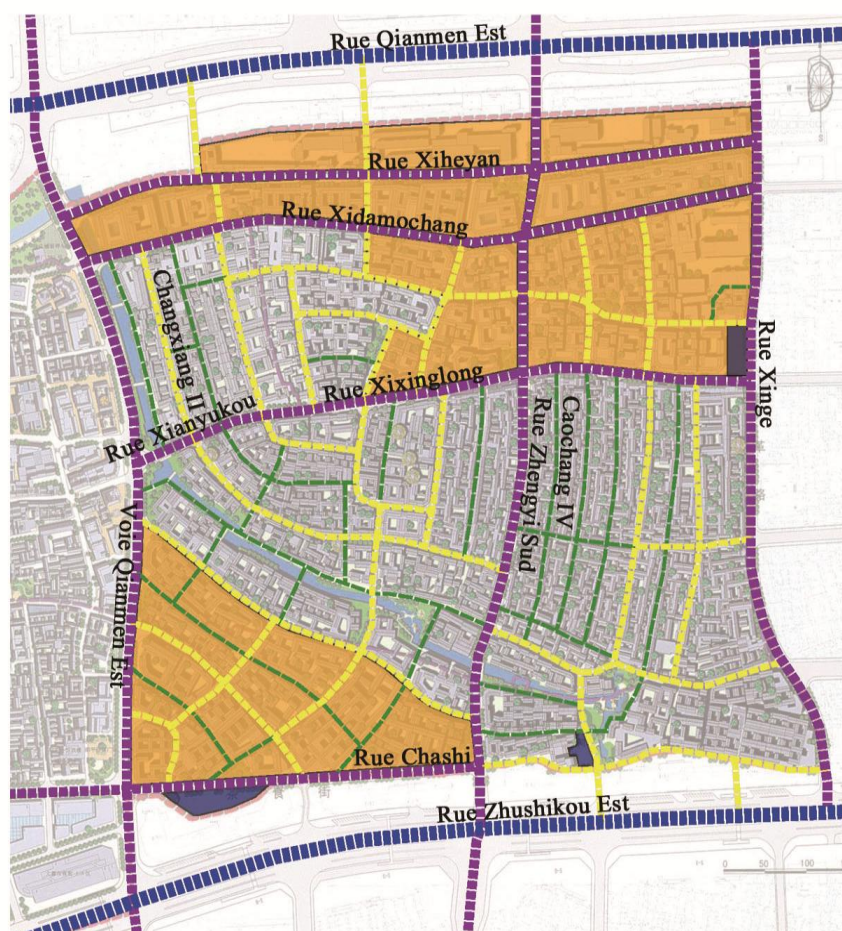 Rue Qianmen Est
Rue Xiheyan
Rue Xidamochang
Changxiang II
Rue Xinge
Rue Xixinglong
Rue Xianyukou
Caochang IV
Rue Zhengyi Sud
Voie Qianmen Est
Rue Chashi
Rue Zhushikou Est
0 50 100